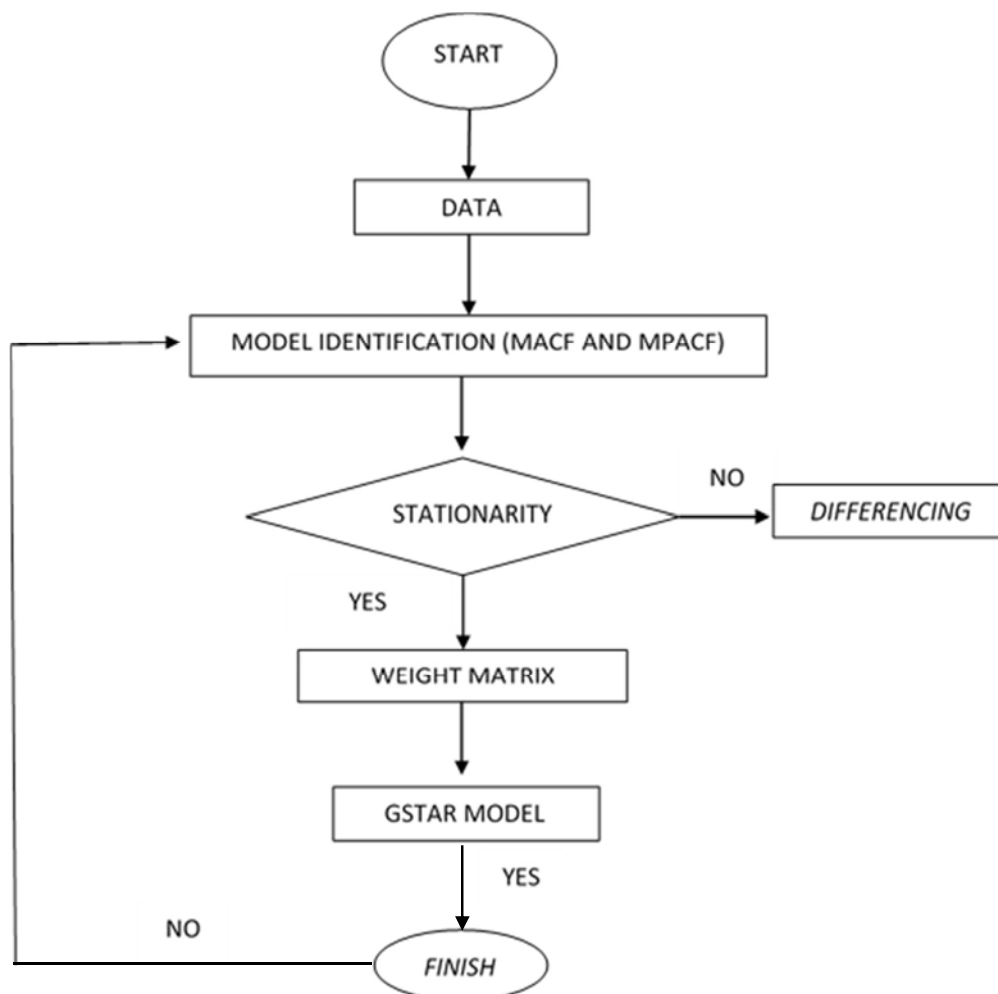 START
DATA
MODEL IDENTIFICATION (MACF AND MPACF)
STATIONARITY
NO
DIFFERENCING
YES
WEIGHT MATRIX
GSTAR MODEL
YES
NO
FINISH